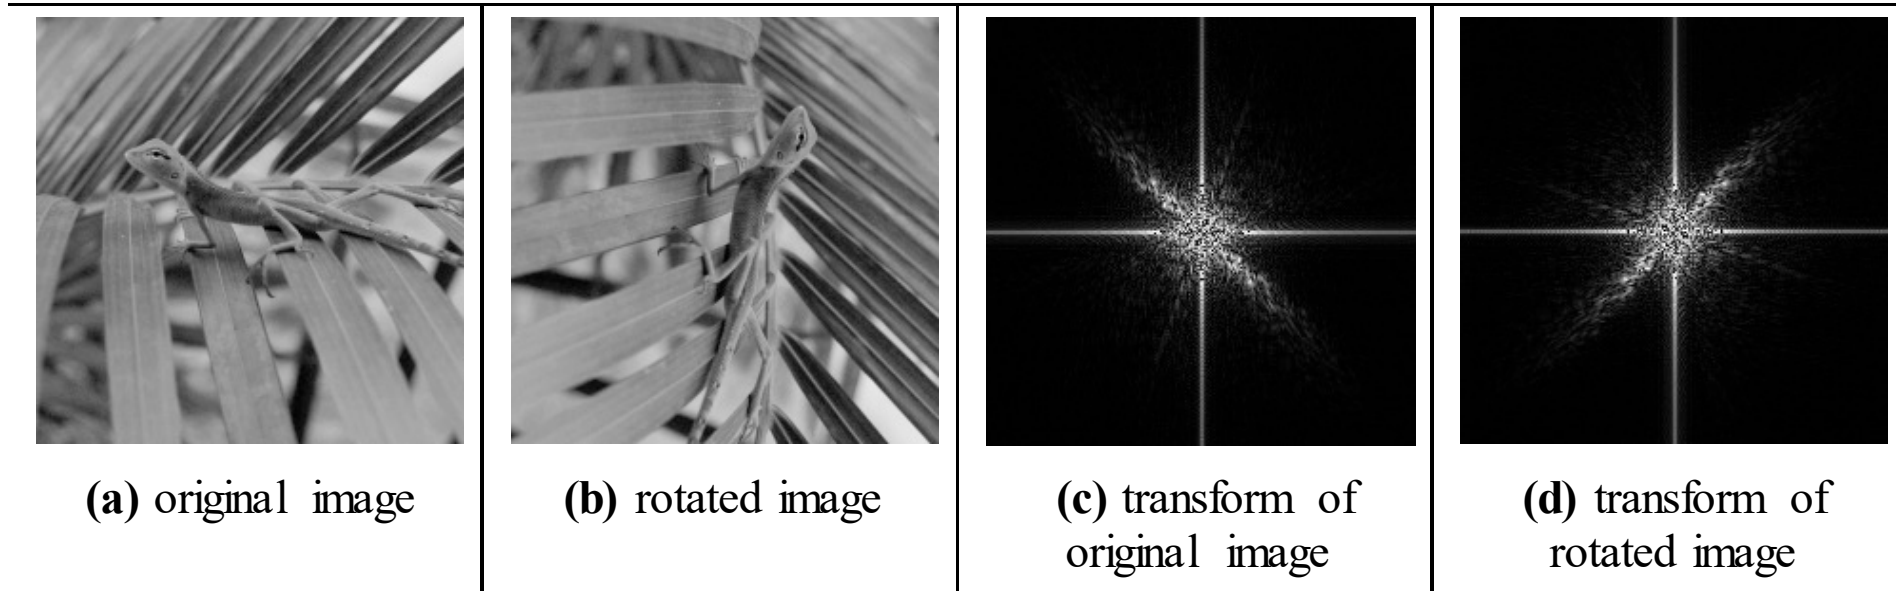 (a) original image
(b) rotated image
(c) transform of
original image
(d) transform of
rotated image